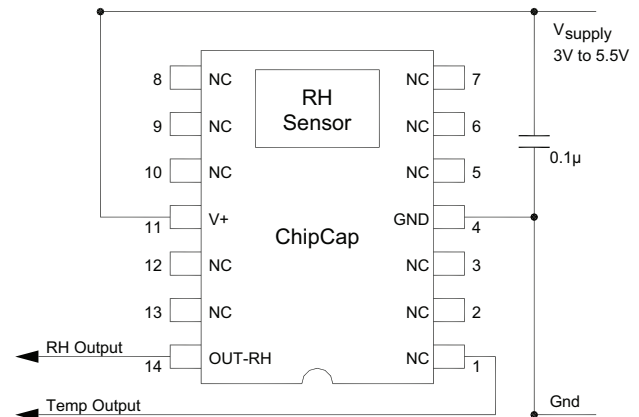 V supply
3V to 5.5V
8 NC
NC 7
RH
Sensor
9 NC
NC 6
10 NC
NC 5
0.1µ
11 V+
GND 4
ChipCap
12 NC
NC 3
13 NC
NC 2
RH Output
14 OUT-RH
NC 1
Temp Output
Gnd